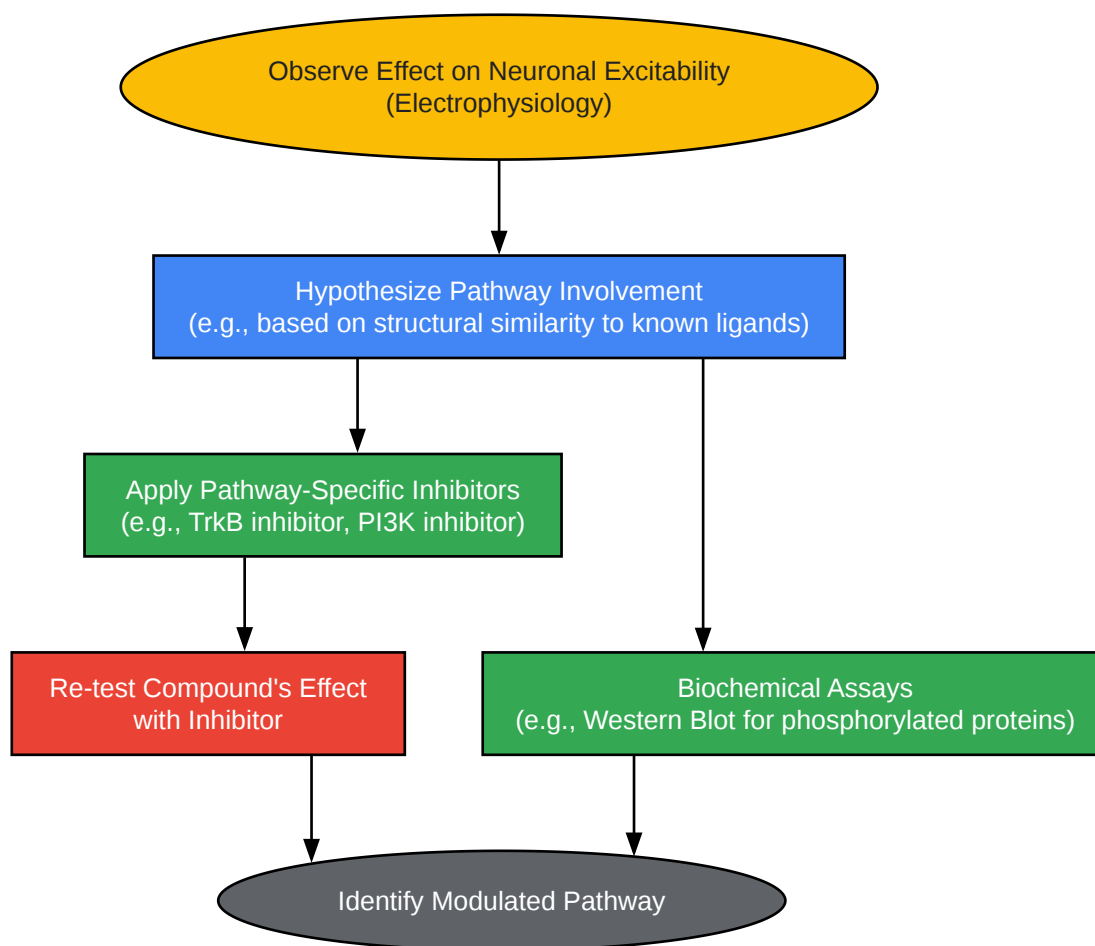 Observe Effect on Neuronal Excitability
(Electrophysiology)
Hypothesize Pathway Involvement
(e.g., based on structural similarity to known ligands)
Apply Pathway-Specific Inhibitors
(e.g., TrkB inhibitor, PI3K inhibitor)
Re-test Compound's Effect
with Inhibitor
Biochemical Assays
(e.g., Western Blot for phosphorylated proteins)
Identify Modulated Pathway